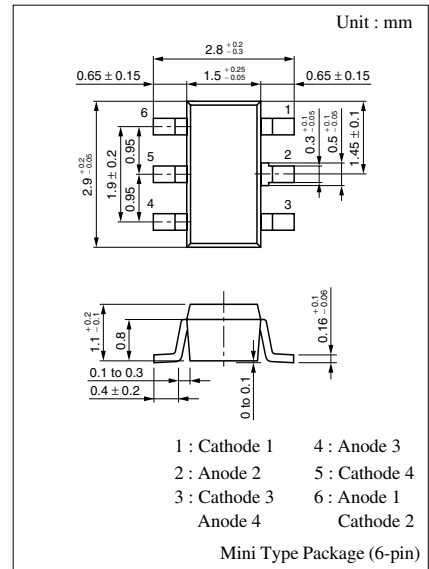 Unit : mm
2.8 +0.2 −0.3
0.65 ± 0.15
1.5 +0.25 −0.05
0.65 ± 0.15
6
1
5
2
4
3
2.9 +0.2 −0.05
1.9 ± 0.2
0.95
0.95
0.3 +0.1 −0.05
0.5 +0.1 −0.05
1.45 ± 0.1
1.1 +0.2 −0.1
0.8
0.16 +0.1 −0.06
0.1 to 0.3
0.4 ± 0.2
0 to 0.1
1 : Cathode 1 4 : Anode 3
2 : Anode 2 5 : Cathode 4
3 : Cathode 3 6 : Anode 1
Anode 4 Cathode 2
Mini Type Package (6-pin)